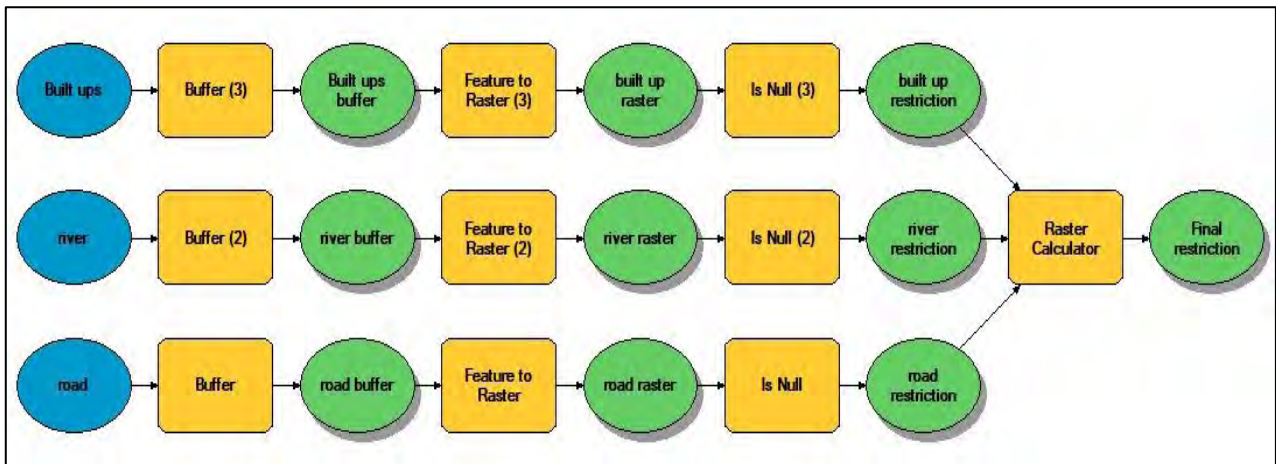 Built ups
Buffer (3)
Built ups
buffer
Feature to
Raster (3)
built up
raster
Is Null (3)
built up
restriction
river
Buffer (2)
river buffer
Feature to
Raster (2)
river raster
Is Null (2)
river
restriction
Raster
Calculator
Final
restriction
road
Buffer
road buffer
Feature to
Raster
road raster
Is Null
road
restriction